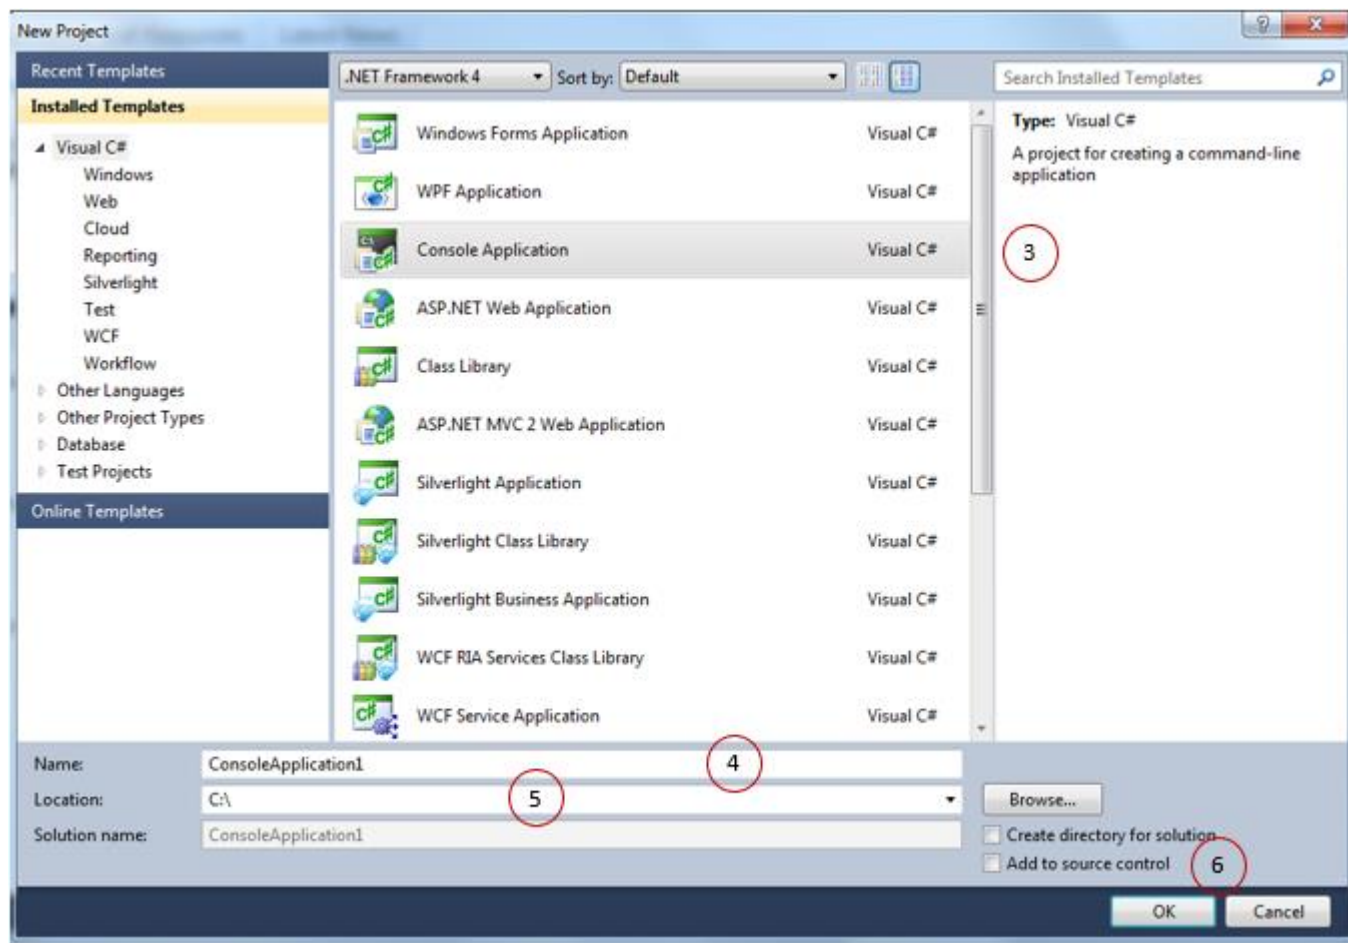 New Project
Recent Templates
.NET Framework 4 Sort by: Default
Search Installed Templates
Installed Templates
Visual C#
Windows
Web
Cloud
Reporting
Silverlight
Test
WCF
Workflow
Other Languages
Other Project Types
Database
Test Projects
Online Templates
Windows Forms Application Visual C#
WPF Application Visual C#
Console Application Visual C#
ASP.NET Web Application Visual C#
Class Library Visual C#
ASP.NET MVC 2 Web Application Visual C#
Silverlight Application Visual C#
Silverlight Class Library Visual C#
Silverlight Business Application Visual C#
WCF RIA Services Class Library Visual C#
WCF Service Application Visual C#
Type: Visual C#
A project for creating a command-line
application
3
Name: ConsoleApplication1 4
Location: C:\ 5 Browse...
Solution name: ConsoleApplication1
Create directory for solution
Add to source control 6
OK Cancel